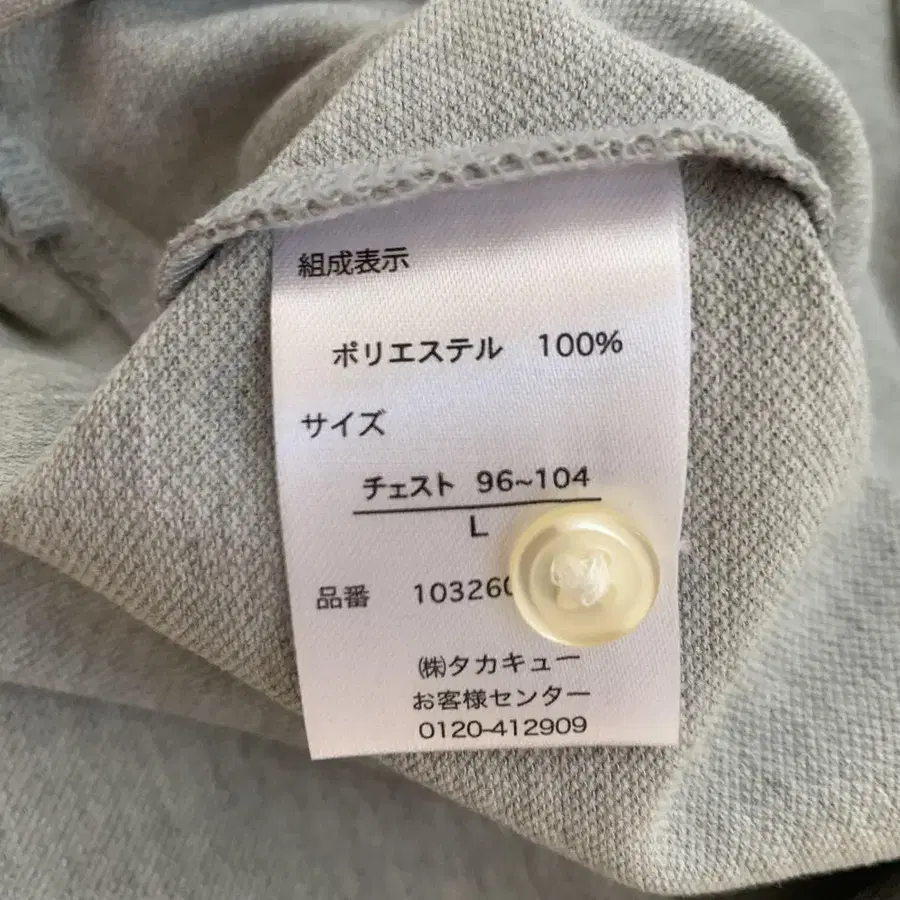 組成表示
ポリエステル 100%
サイズ
チェスト 96~104
L
品番 10326
(株)タカキュー
お客様センター
0120-412909